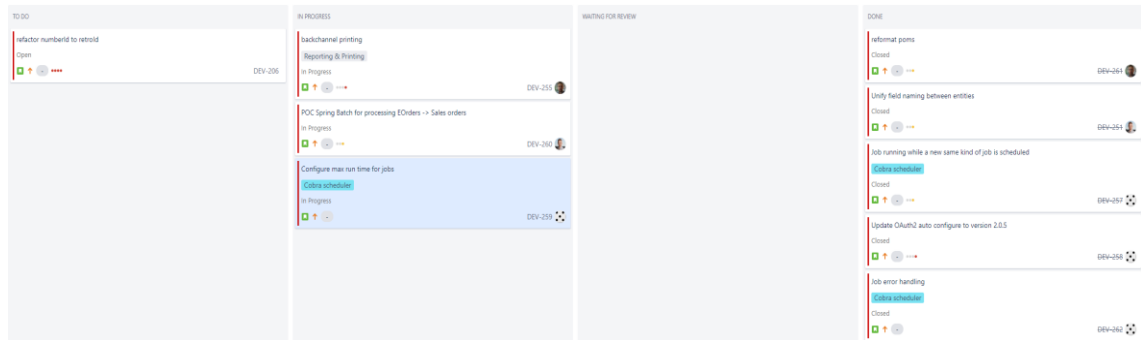 TO DO
refactor numberId to retroId
Open
-
DEV-206
IN PROGRESS
backchannel printing
Reporting & Printing
In Progress
-
DEV-255
POC Spring Batch for processing EOrders -> Sales orders
In Progress
-
DEV-260
Configure max run time for jobs
Cobra scheduler
In Progress
-
DEV-259
WAITING FOR REVIEW
DONE
reformat poms
Closed
-
DEV-261
Unify field naming between entities
Closed
-
DEV-251
Job running while a new same kind of job is scheduled
Cobra scheduler
Closed
-
DEV-257
Update OAuth2 auto configure to version 2.0.5
Closed
-
DEV-258
Job error handling
Cobra scheduler
Closed
-
DEV-262